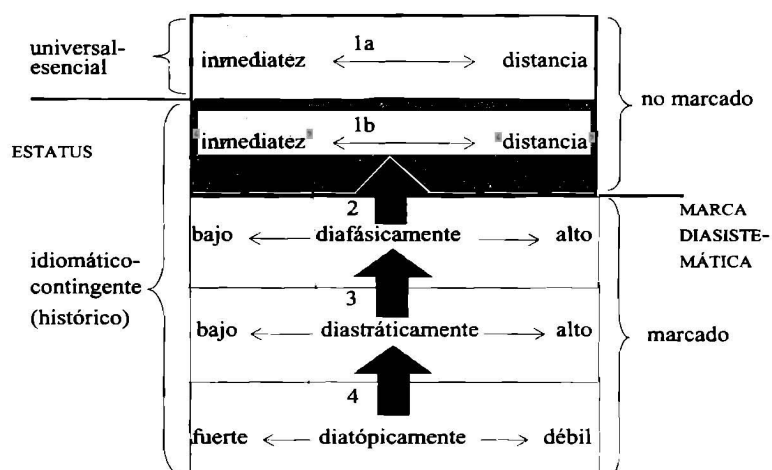 universal-
esencial
1a
inmediatez
distancia
no marcado
1b
inmediatez
distancia
ESTATUS
2
MARCA
DIASISTE-
MÁTICA
bajo
diafásicamente
alto
idiomático-
contingente
(histórico)
3
bajo
diastráticamente
alto
marcado
4
fuerte
diatópicamente
débil